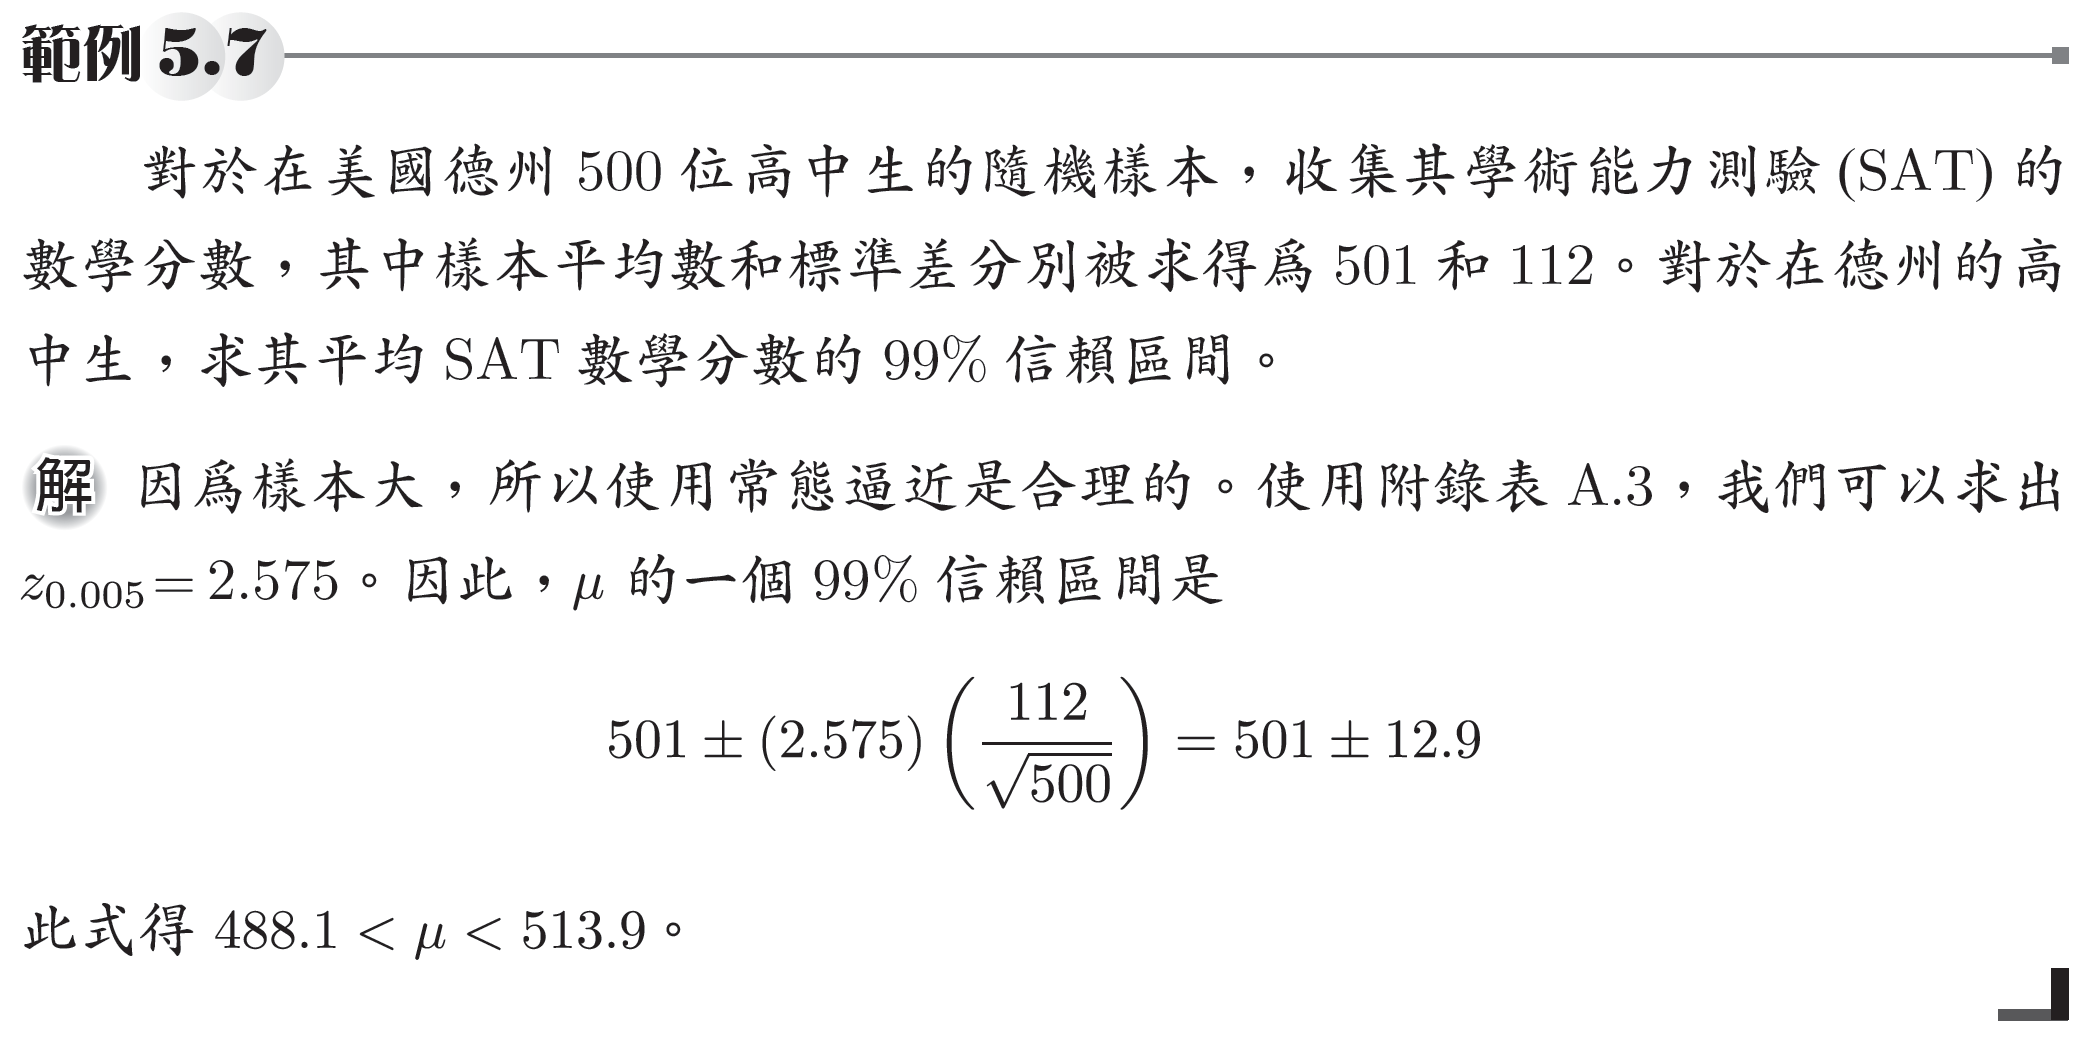 範例 5.7
對於在美國德州 500 位高中生的隨機樣本，收集其學術能力測驗 (SAT) 的
數學分數，其中樣本平均數和標準差分別被求得為 501 和 112。對於在德州的高
中生，求其平均 SAT 數學分數的 99% 信賴區間。
解 因為樣本大，所以使用常態逼近是合理的。使用附錄表 A.3，我們可以求出
z₀.₀₀₅ = 2.575。因此，μ 的一個 99% 信賴區間是
501 ± (2.575) (112/√500) = 501 ± 12.9
此式得 488.1 < μ < 513.9。